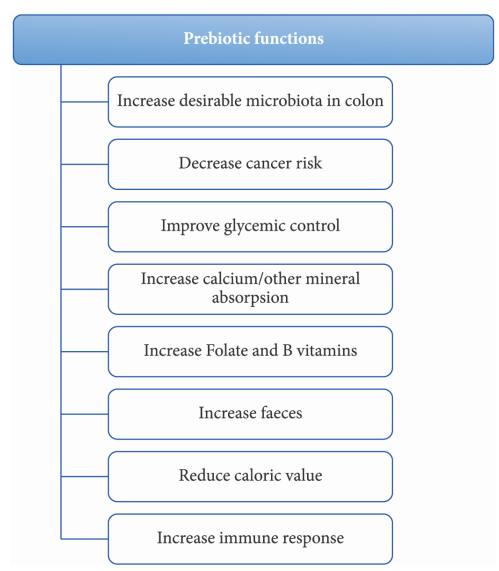 Prebiotic functions
Increase desirable microbiota in colon
Decrease cancer risk
Improve glycemic control
Increase calcium/other mineral
absorpsion
Increase Folate and B vitamins
Increase faeces
Reduce caloric value
Increase immune response